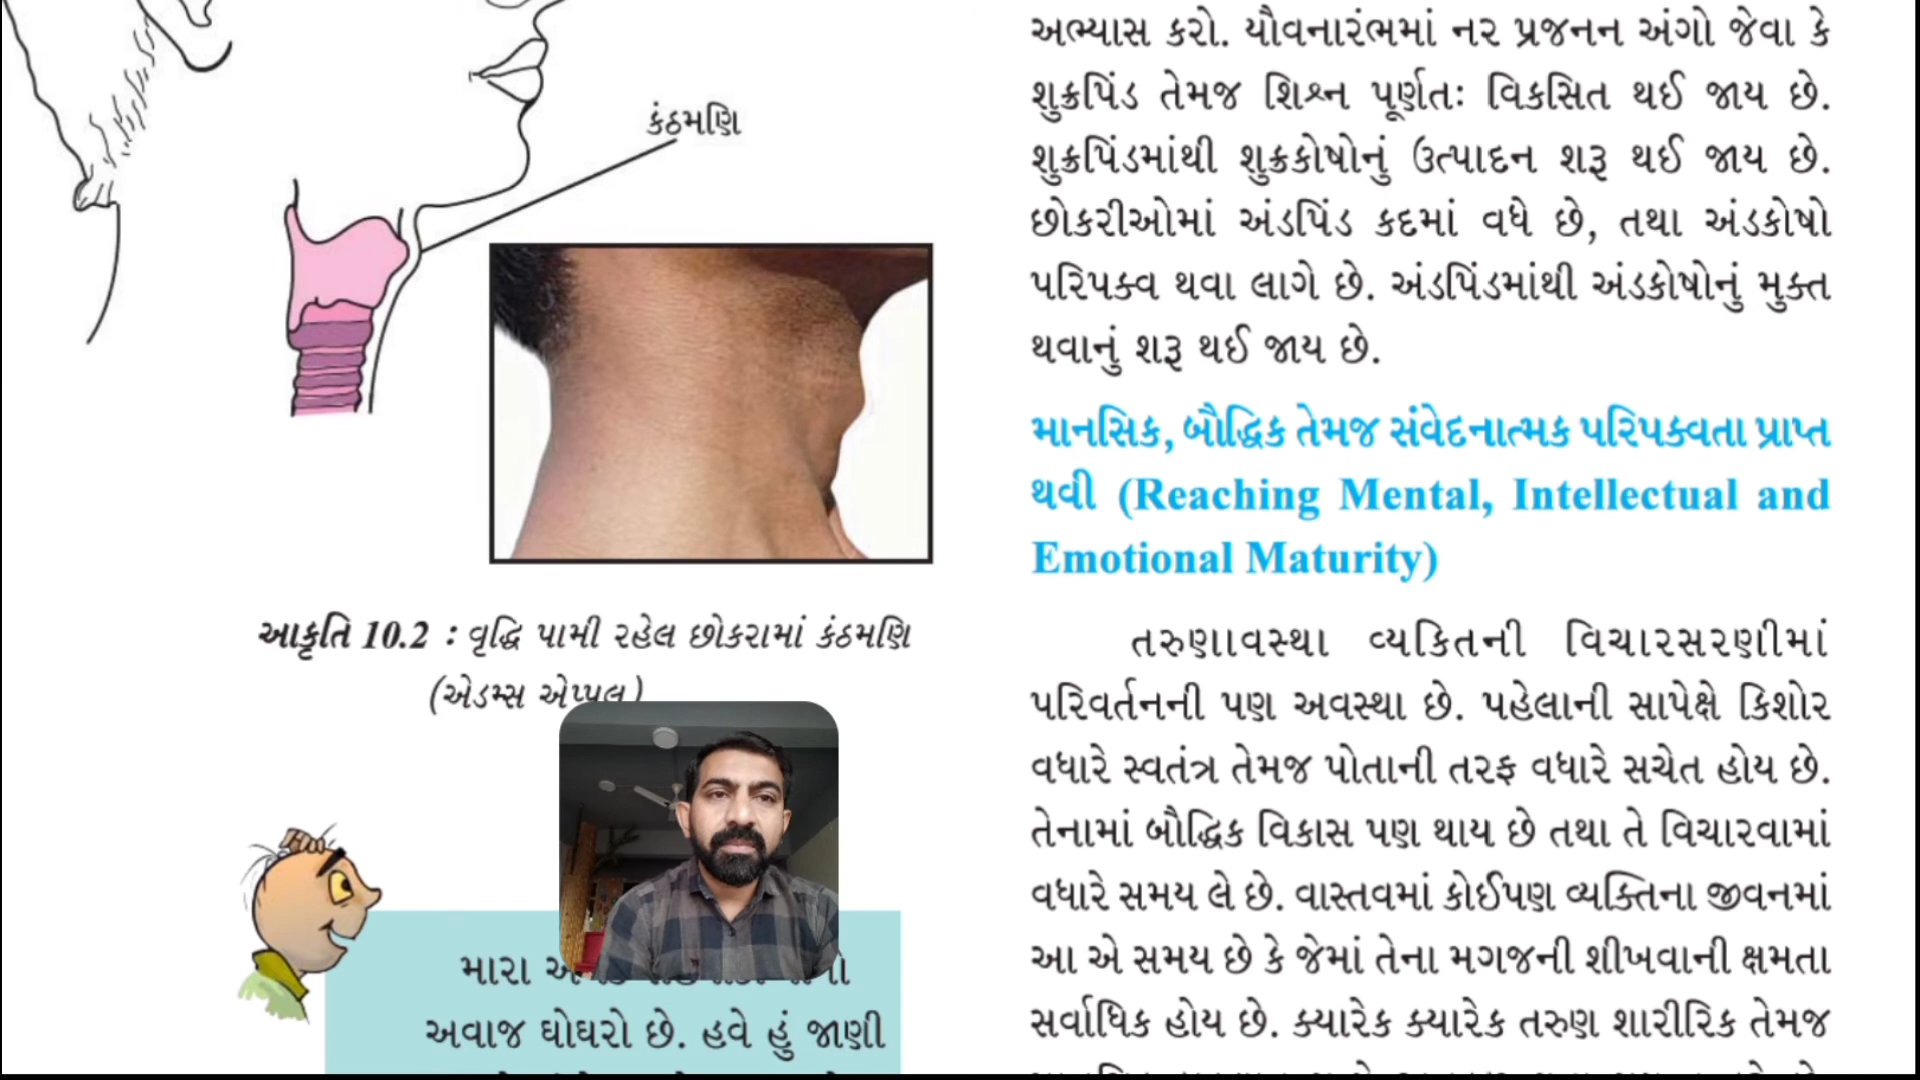 કંઠમણિ
આકૃતિ 10.2 : વૃદ્ધિ પામી રહેલ છોકરામાં કંઠમણિ
(એડમ્સ એપ્પલ)
મારા
અવાજ ઘોઘરો છે. હવે હું જાણી
અભ્યાસ કરો. યૌવનારંભમાં નર પ્રજનન અંગો જેવા કે
શુક્રપિંડ તેમજ શિશ્ન પૂર્ણતઃ વિકસિત થઈ જાય છે.
શુક્રપિંડમાંથી શુક્રકોષોનું ઉત્પાદન શરૂ થઈ જાય છે.
છોકરીઓમાં અંડપિંડ કદમાં વધે છે, તથા અંડકોષો
પરિપક્વ થવા લાગે છે. અંડપિંડમાંથી અંડકોષોનું મુક્ત
થવાનું શરૂ થઈ જાય છે.
માનસિક, બૌદ્ધિક તેમજ સંવેદનાત્મક પરિપક્વતા પ્રાપ્ત
થવી (Reaching Mental, Intellectual and
Emotional Maturity)
તરુણાવસ્થા વ્યકિતની વિચારસરણીમાં
પરિવર્તનની પણ અવસ્થા છે. પહેલાની સાપેક્ષે કિશોર
વધારે સ્વતંત્ર તેમજ પોતાની તરફ વધારે સચેત હોય છે.
તેનામાં બૌદ્ધિક વિકાસ પણ થાય છે તથા તે વિચારવામાં
વધારે સમય લે છે. વાસ્તવમાં કોઈપણ વ્યક્તિના જીવનમાં
આ એ સમય છે કે જેમાં તેના મગજની શીખવાની ક્ષમતા
સર્વાધિક હોય છે. ક્યારેક ક્યારેક તરુણ શારીરિક તેમજ